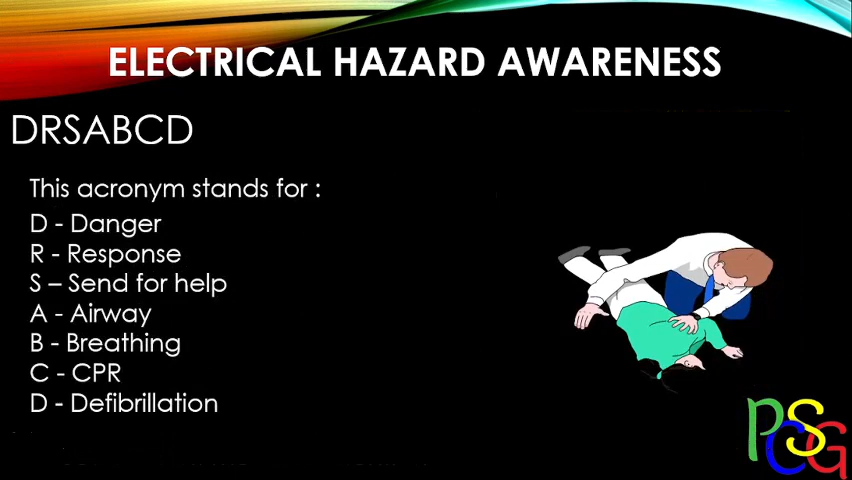 ELECTRICAL HAZARD AWARENESS
DRSABCD
This acronym stands for :
D - Danger
R - Response
S – Send for help
A - Airway
B - Breathing
C - CPR
D - Defibrillation
PCSG